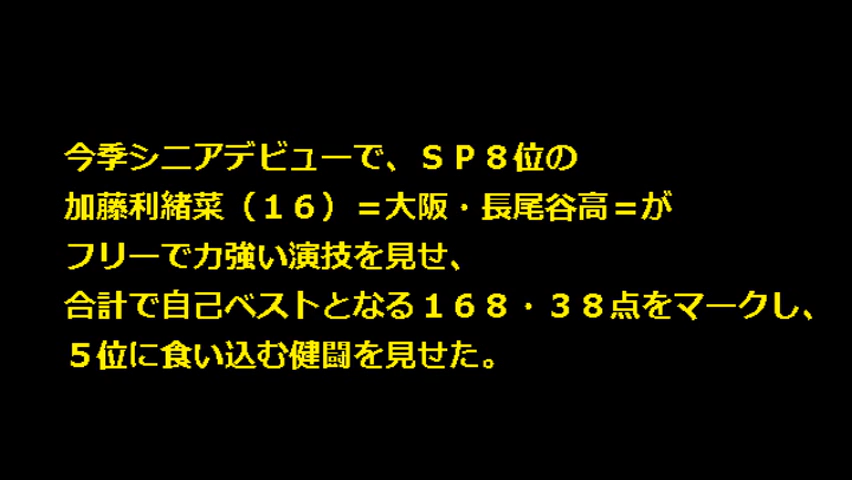 今季シニアデビューで、ＳＰ８位の
加藤利緒菜（１６）＝大阪・長尾谷高＝が
フリーで力強い演技を見せ、
合計で自己ベストとなる１６８・３８点をマークし、
５位に食い込む健闘を見せた。